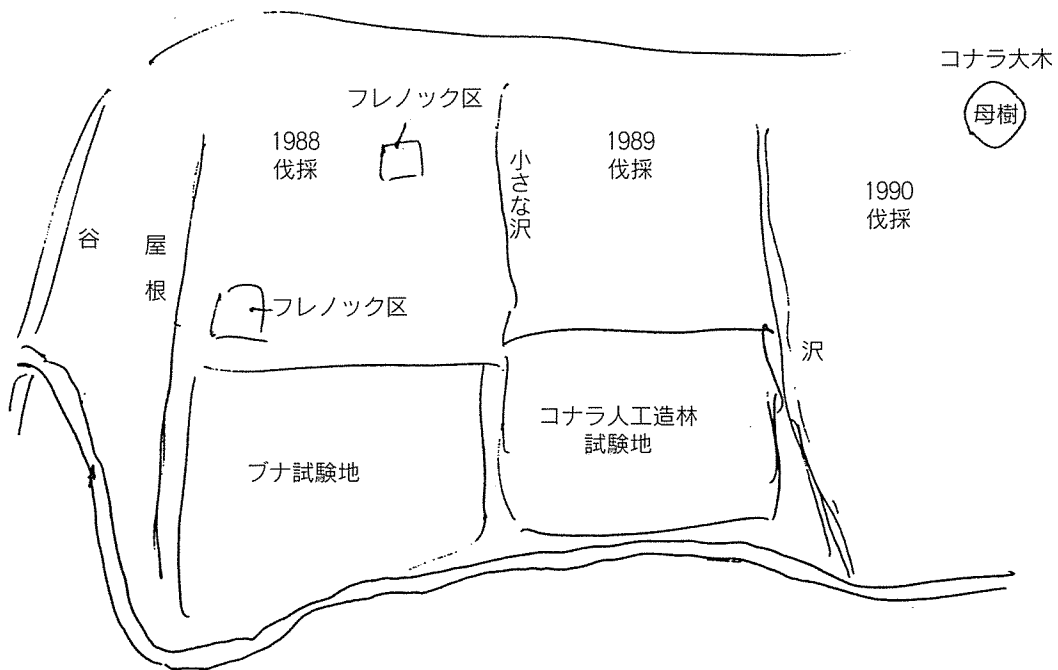 コナラ大木
母樹
フレノック区
1988
伐採
小さな沢
1989
伐採
1990
伐採
谷
屋根
フレノック区
沢
コナラ人工造林
試験地
ブナ試験地